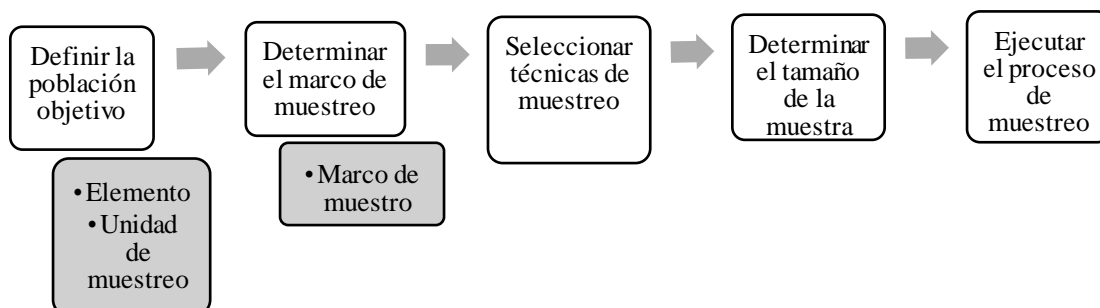 Definir la
población
objetivo
Determinar
el marco de
muestreo
Seleccionar
técnicas de
muestreo
Determinar
el tamaño
de la
muestra
Ejecutar
el proceso
de
muestreo
•Elemento
•Unidad
de
muestreo
•Marco de
muestro